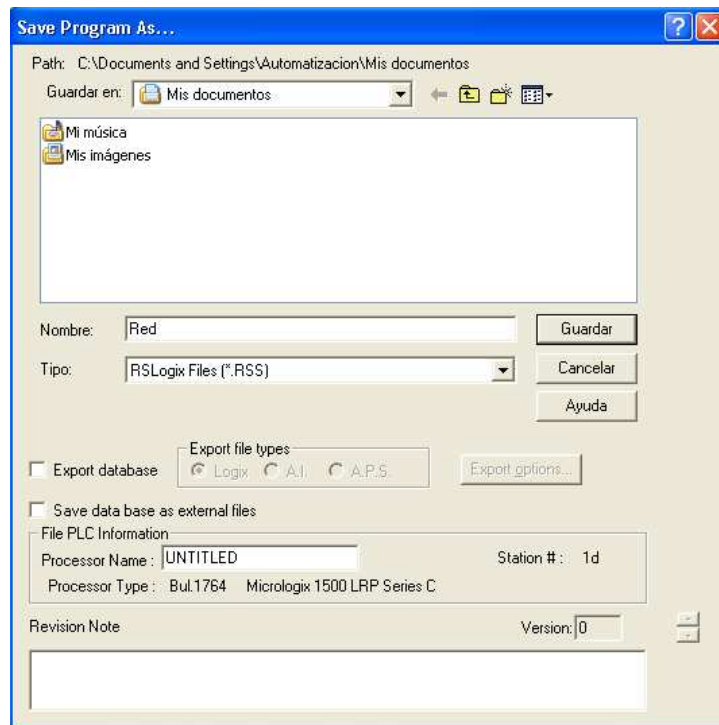 Save Program As...
Path: C:\Documents and Settings\Automatizacion\Mis documentos
Guardar en: Mis documentos
Mi música
Mis imágenes
Nombre: Red
Guardar
Tipo: RSLogix Files (*.RSS)
Cancelar
Ayuda
Export file types
Export database Logix A.I. A.P.S. Export options...
Save data base as external files
File PLC Information
Processor Name : UNTITLED Station # : 1d
Processor Type : Bul.1764 Micrologix 1500 LRP Series C
Revision Note Version: 0